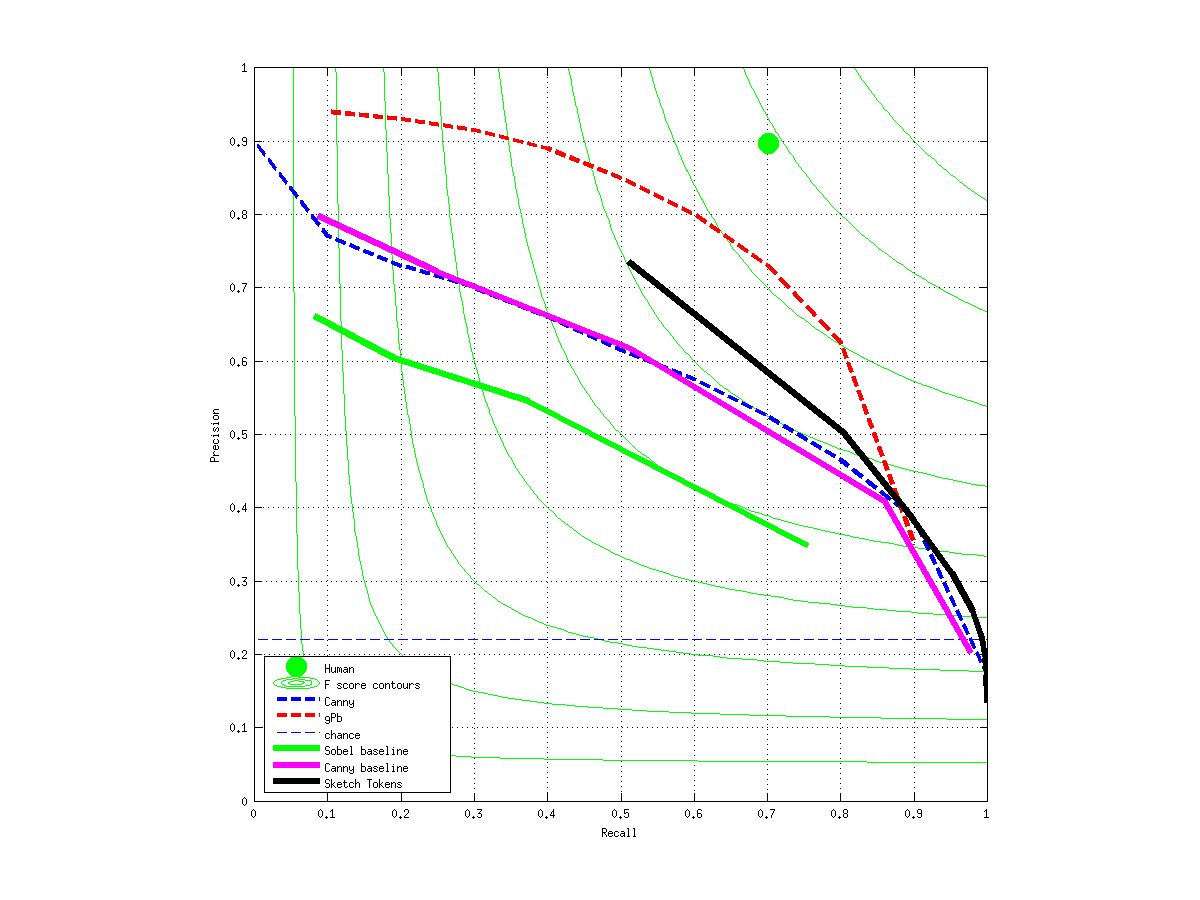 1
0.9
0.8
0.7
0.6
0.5
0.4
0.3
0.2
0.1
0
Precision
Human
F score contours
Canny
gPb
chance
Sobel baseline
Canny baseline
Sketch Tokens
0 0.1 0.2 0.3 0.4 0.5 0.6 0.7 0.8 0.9 1
Recall